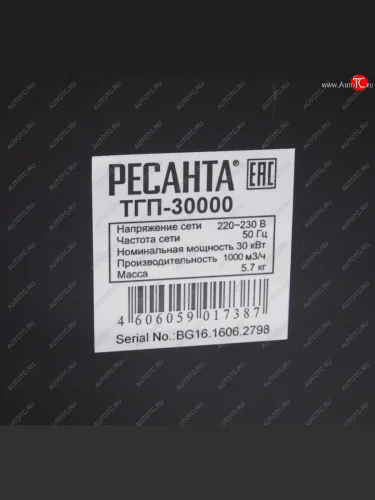 AutoTC.ru
РЕСАНТА® EAC
ТГП-30000
Напряжение сети 220~230 В
Частота сети 50 Гц
Номинальная мощность 30 кВт
Производительность 1000 м3/ч
Масса 5.7 кг
4 606059 017387
Serial No.:BG16.1606.2798